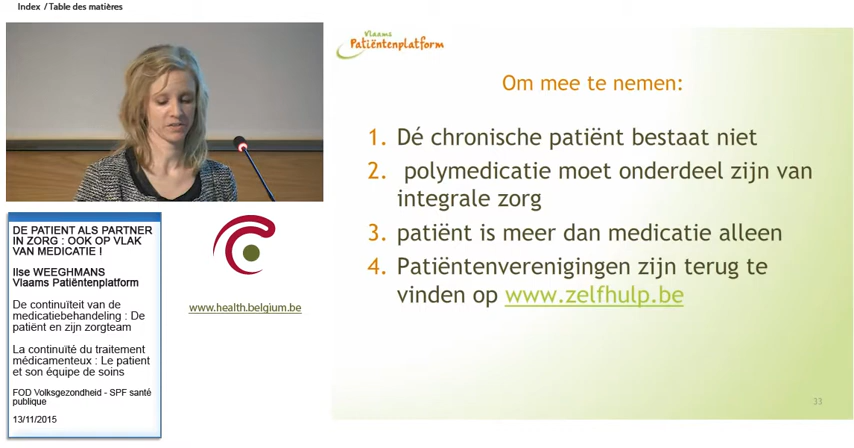 Index / Table des matières
Vlaams
Patiëntenplatform
Om mee te nemen:
1. Dé chronische patiënt bestaat niet
2. polymedicatie moet onderdeel zijn van
integrale zorg
3. patiënt is meer dan medicatie alleen
4. Patiëntenverenigingen zijn terug te
vinden op www.zelfhulp.be
33
DE PATIENT ALS PARTNER
IN ZORG : OOK OP VLAK
VAN MEDICATIE !
Ilse WEEGHMANS
Vlaams Patiëntenplatform
De continuïteit van de
medicatiebehandeling : De
patiënt en zijn zorgteam
La continuïté du traitement
médicamenteux : Le patient
et son équipe de soins
FOD Volksgezondheid - SPF santé
publique
13/11/2015
www.health.belgium.be